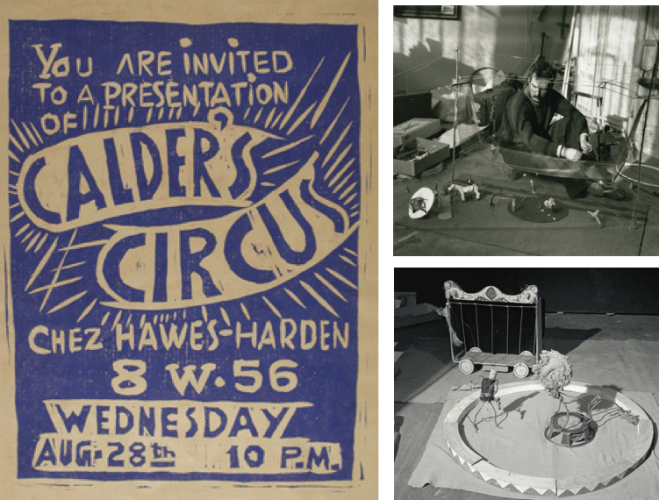 You ARE INVITED
TO A PRESENTATION
OF
CALDER'S
CIRCUS
CHEZ HAWES-HARDEN
8 W. 56
WEDNESDAY
AUG-28th 10 P.M.